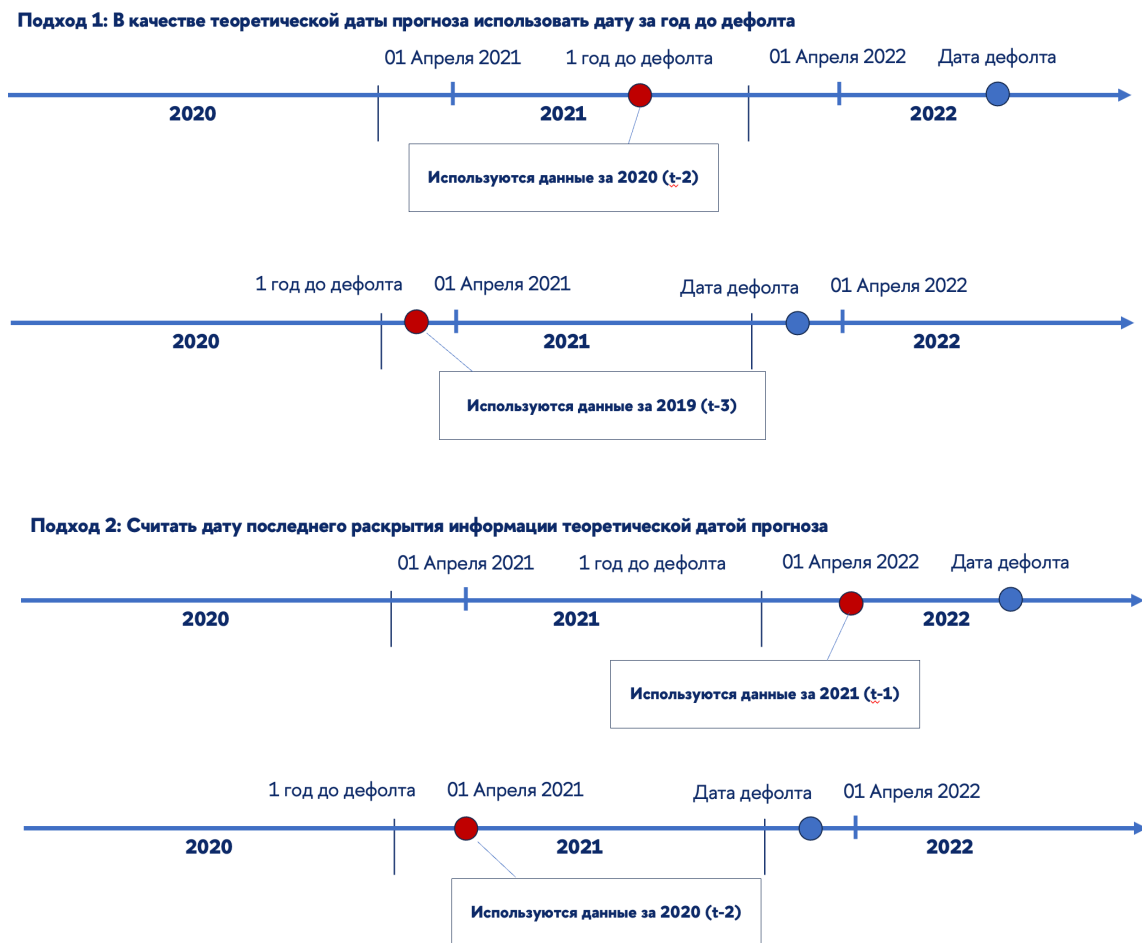 Подход 1: В качестве теоретической даты прогноза использовать дату за год до дефолта
01 Апреля 2021 1 год до дефолта 01 Апреля 2022 Дата дефолта
2020 2021 2022
Используются данные за 2020 (t-2)
1 год до дефолта 01 Апреля 2021 Дата дефолта 01 Апреля 2022
2020 2021 2022
Используются данные за 2019 (t-3)
Подход 2: Считать дату последнего раскрытия информации теоретической датой прогноза
01 Апреля 2021 1 год до дефолта 01 Апреля 2022 Дата дефолта
2020 2021 2022
Используются данные за 2021 (t-1)
1 год до дефолта 01 Апреля 2021 Дата дефолта 01 Апреля 2022
2020 2021 2022
Используются данные за 2020 (t-2)